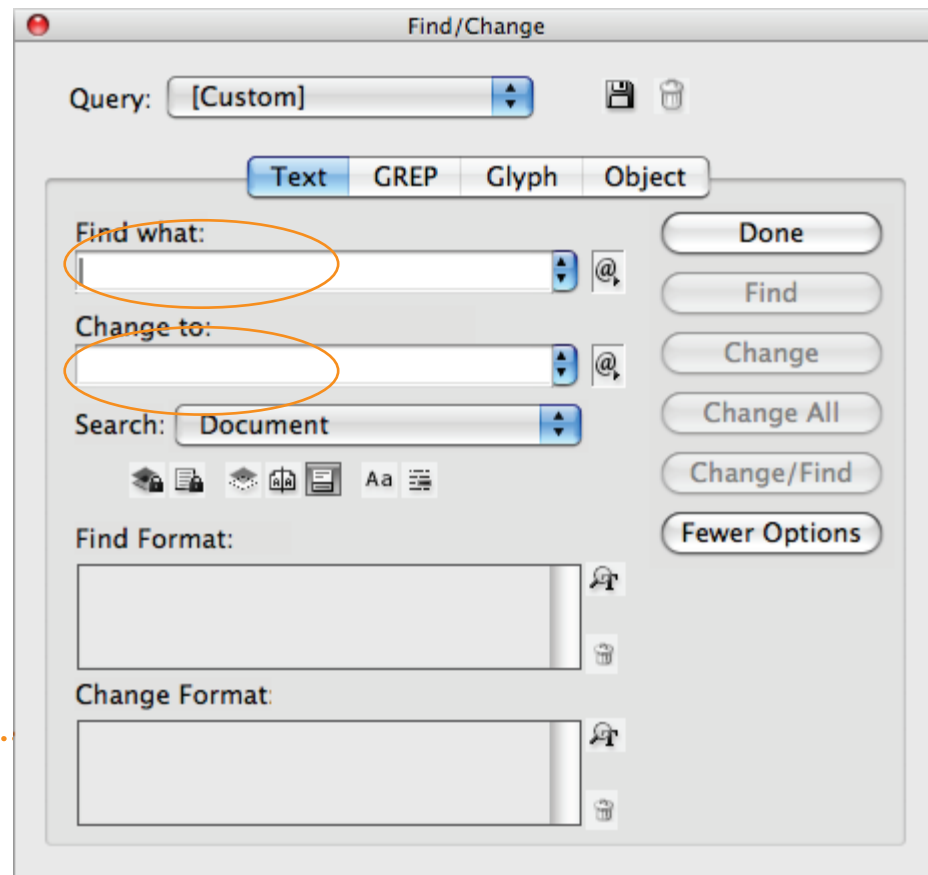 Find/Change
Query: [Custom]
Text GREP Glyph Object
Find what:
@
Done
Find
Change to:
@
Change
Search: Document
Change All
Aa
Change/Find
Find Format:
Fewer Options
Change Format: